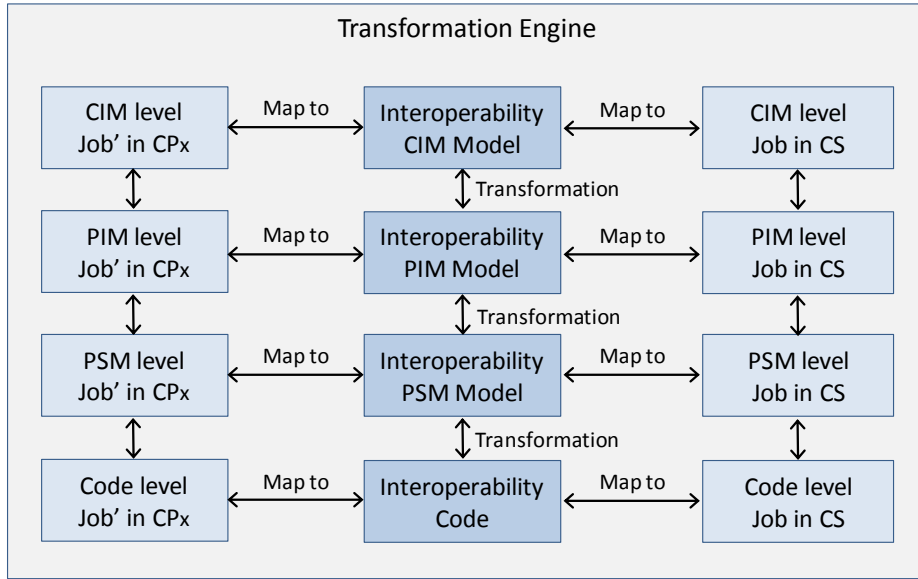 Transformation Engine
CIM level
Job’ in CPx
Map to
Interoperability
CIM Model
Map to
CIM level
Job in CS
Transformation
PIM level
Job’ in CPx
Map to
Interoperability
PIM Model
Map to
PIM level
Job in CS
Transformation
PSM level
Job’ in CPx
Map to
Interoperability
PSM Model
Map to
PSM level
Job in CS
Transformation
Code level
Job’ in CPx
Map to
Interoperability
Code
Map to
Code level
Job in CS